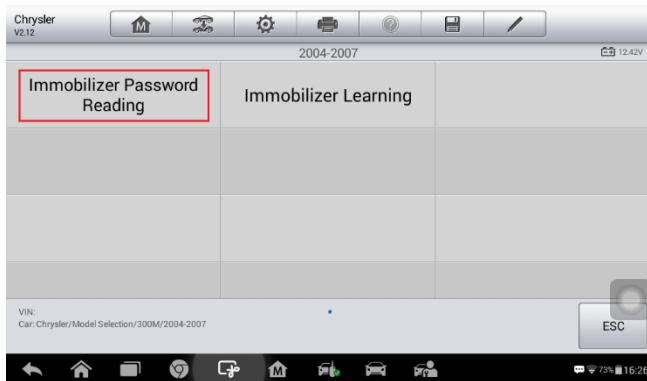 Chrysler
V2.12
2004-2007
12.42V
Immobilizer Password
Reading
Immobilizer Learning
VIN:
Car: Chrysler/Model Selection/300M/2004-2007
ESC
73% 16:26